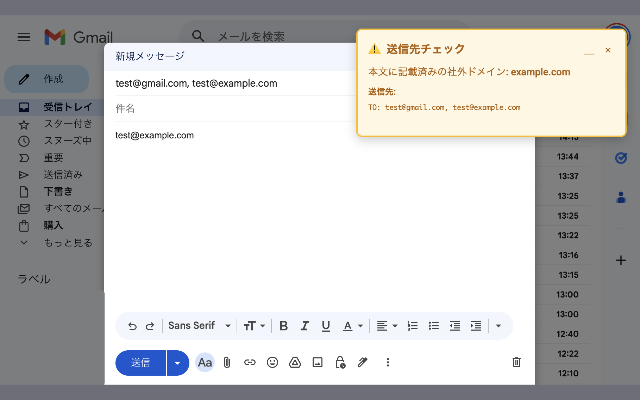 Gmail
メールを検索
作成
受信トレイ
スター付き
スヌーズ中
重要
送信済み
下書き
すべてのメー
購入
もっと見る
ラベル
新規メッセージ
test@gmail.com, test@example.com
件名
test@example.com
Sans Serif
送信
⚠️ 送信先チェック
本文に記載済みの社外ドメイン: example.com
送信先:
TO: test@gmail.com, test@example.com
13:44
13:37
13:25
13:25
13:22
13:16
13:15
13:00
13:00
12:40
12:22
12:10